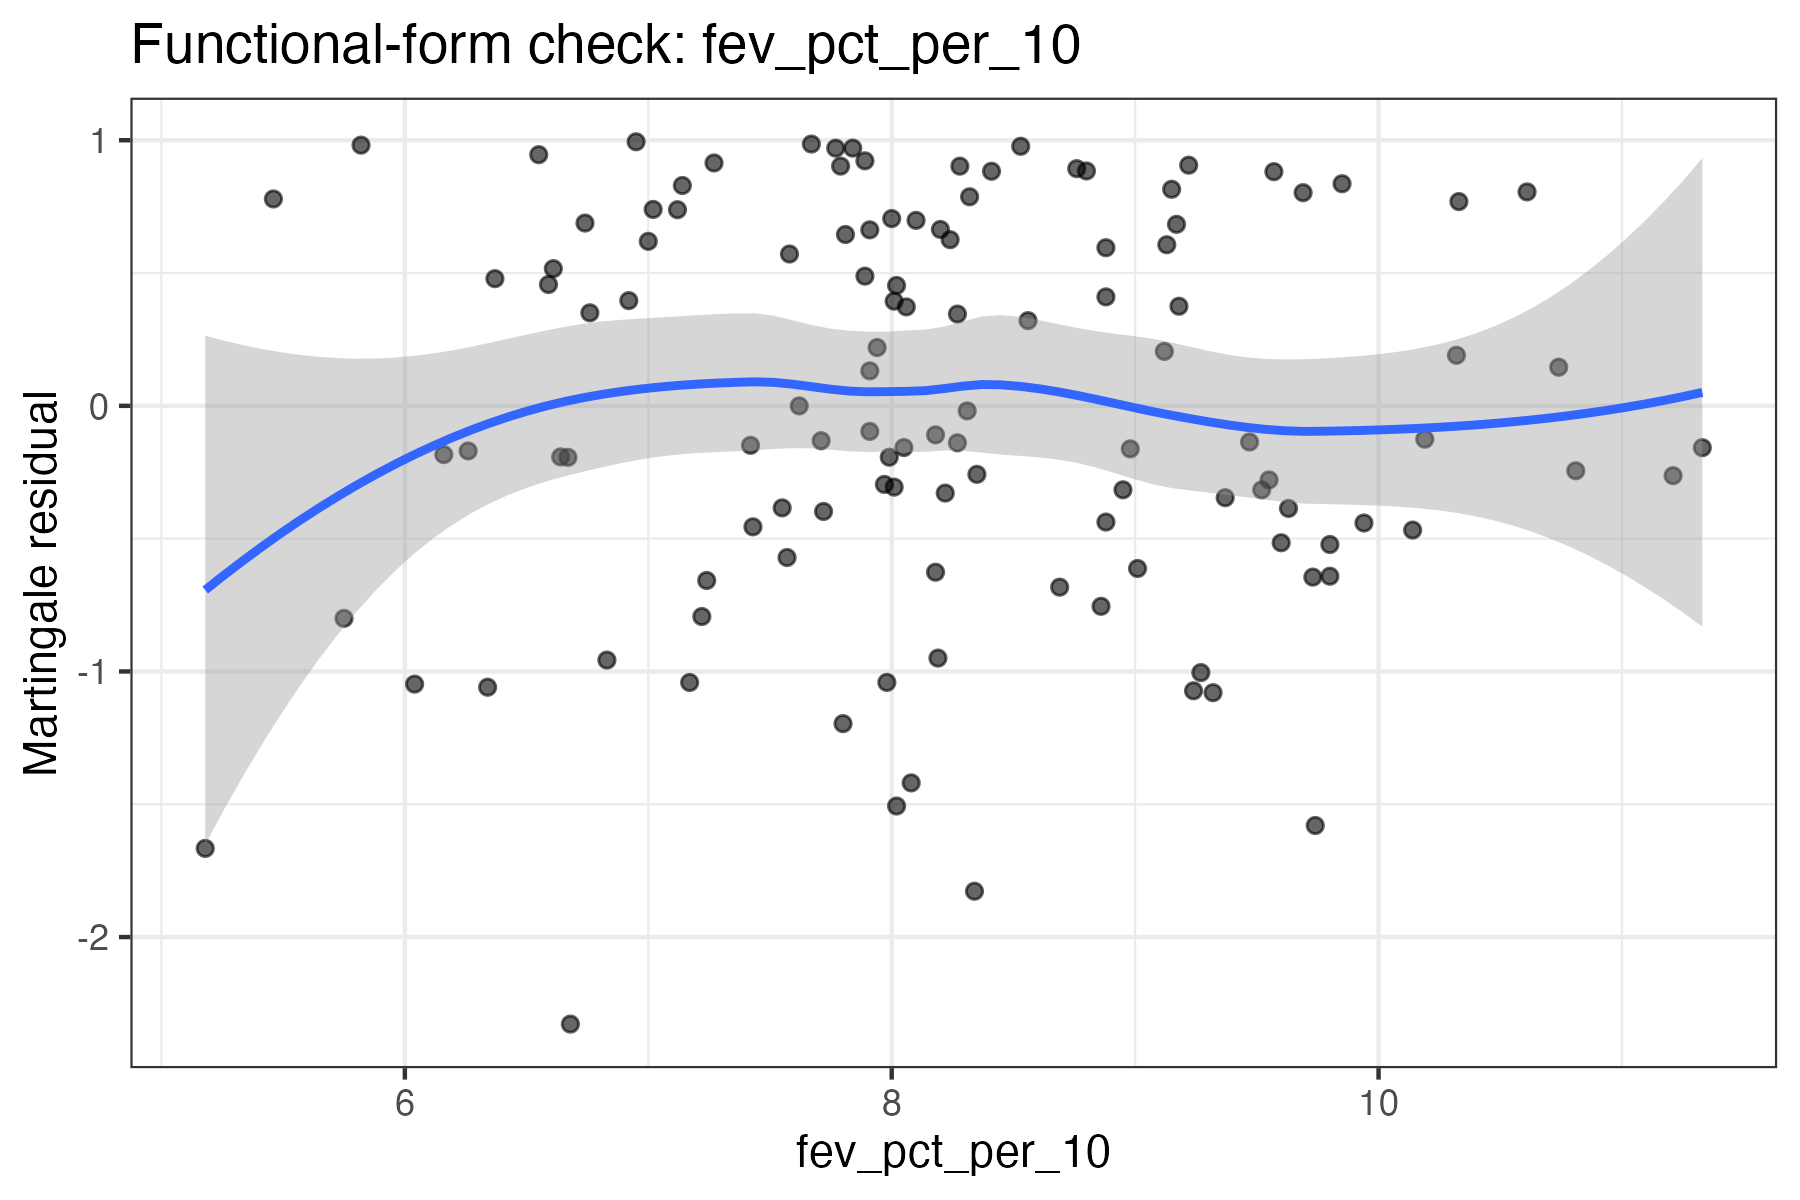 Functional-form check: fev_pct_per_10
Martingale residual
1
0
-1
-2
6
8
10
fev_pct_per_10